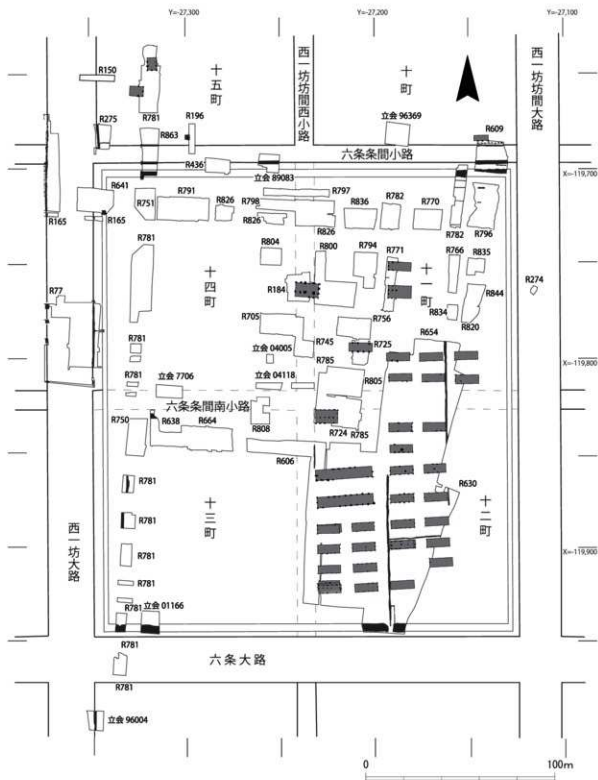 Y=-27,300
Y=-27,200
Y=-27,100
R150
十五町
西一坊坊間西小路
十町
西一坊坊間大路
R781
R275
R863
R196
立会 96369
R609
六条条間小路
R436
立会 89083
X=-119,700
R641
R751
R791
R826
R798
R797
R826
R826
R836
R782
R770
R782
R796
R165
R165
R781
R804
R800
R794
R771
R766
R835
十四町
十一町
R184
R274
R77
R844
R834
R820
R705
R756
R745
R725
R654
R781
立会 04005
R785
X=-119,800
R781
立会 7706
立会 04118
R805
六条条間南小路
R750
R638
R664
R808
R724
R785
R606
R781
R630
西一坊大路
十三町
十二町
R781
R781
X=-119,900
R781
R781
立会 01166
R781
六条大路
R781
立会 96004
0
100m